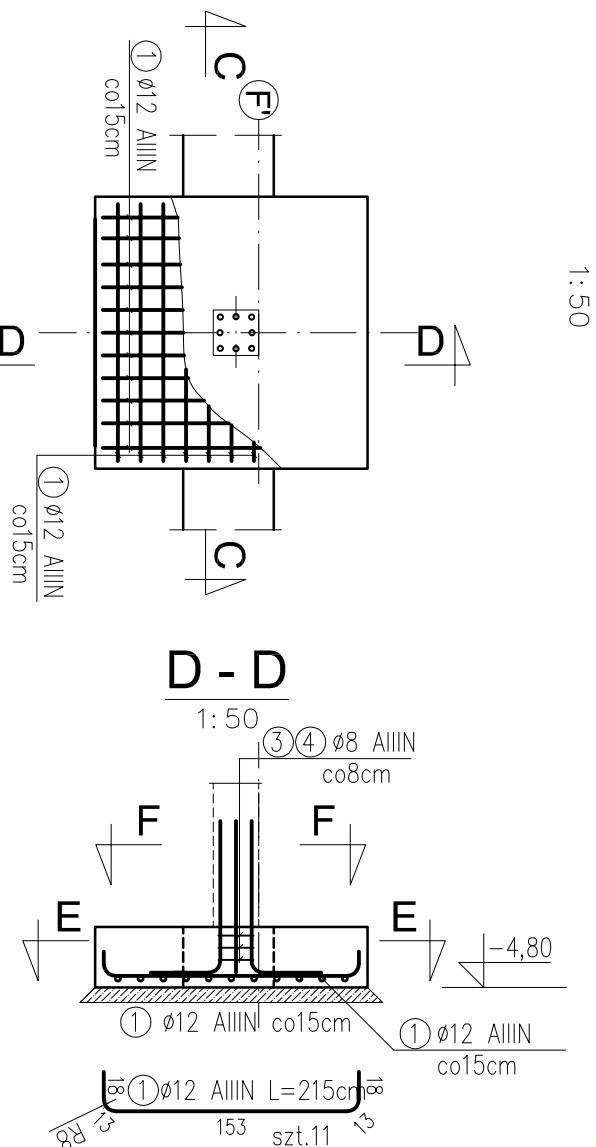 1:50
C
F'
① ø12 AIIIN
co15cm
D
D
① ø12 AIIIN
co15cm
C
D - D
1:50
③④ ø8 AIIIN
co8cm
F
F
E
E
-4,80
① ø12 AIIIN co15cm
① ø12 AIIIN
co15cm
18
① ø12 AIIIN L=215cm
18
R8
13
153
13
szt.11